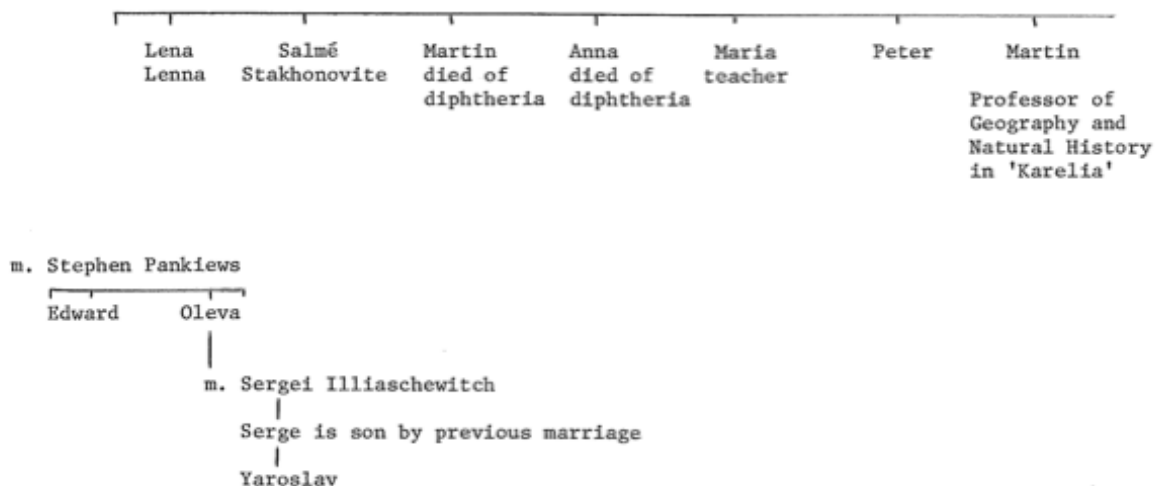 Lena Salmé Martin Anna Maria Peter Martin
Lenna Stakhonovite died of died of teacher
diphtheria diphtheria Professor of
Geography and
Natural History
in 'Karelia'
m. Stephen Pankiews
Edward Oleva
m. Sergei Illiaschewitch
Serge is son by previous marriage
Yaroslav